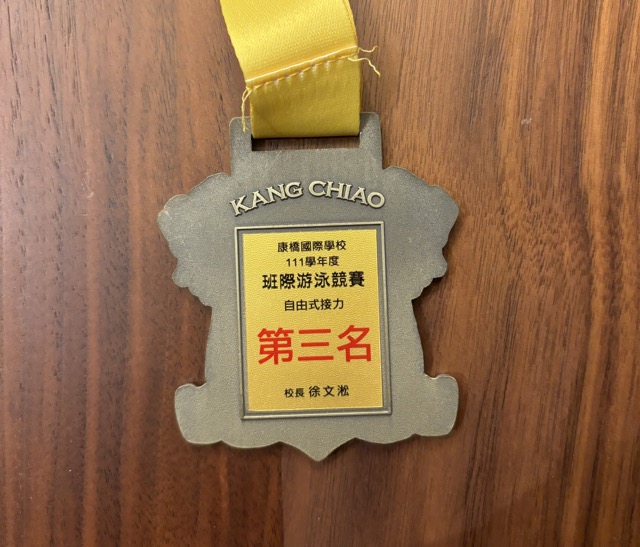 KANG CHIAO
康橋國際學校
111學年度
班際游泳競賽
自由式接力
第三名
校長 徐文淞